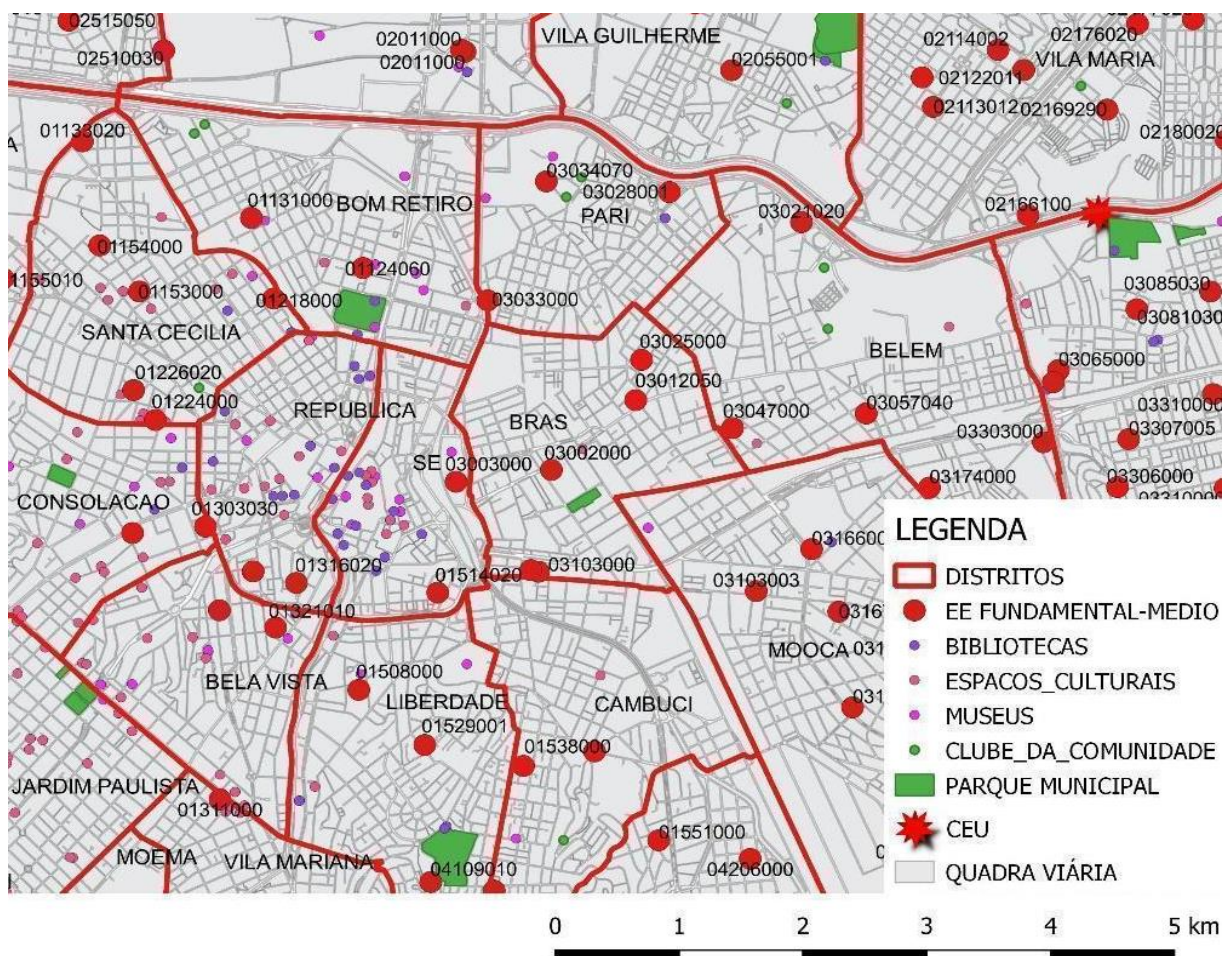 02515050
02510030
02011000
02011000
VILA GUILHERME
02055001
02114002
02176020
VILA MARIA
02122011
02113012
02169290
02180020
01133020
03034070
03028001
PARI
01131000
BOM RETIRO
03021020
02166100
01154000
01155010
01153000
01124060
01218000
03033000
03085030
03081030
SANTA CECILIA
03025000
BELEM
03065000
01226020
03012050
01224000
REPUBLICA
BRAS
03047000
03057040
03310000
03307005
03303000
SE
03003000
03002000
CONSOLACAO
01303030
03174000
03306000
01316020
01514020
03103000
03166000
03103003
01321010
MOOCA
01508000
BELA VISTA
LIBERDADE
01529001
CAMBUCI
01538000
JARDIM PAULISTA
01311000
MOEMA
VILA MARIANA
04109010
01551000
04206000
LEGENDA
DISTRITOS
EE FUNDAMENTAL-MEDIO
BIBLIOTECAS
ESPACOS_CULTURAIS
MUSEUS
CLUBE_DA_COMUNIDADE
PARQUE MUNICIPAL
CEU
QUADRA VIÁRIA
0 1 2 3 4 5 km